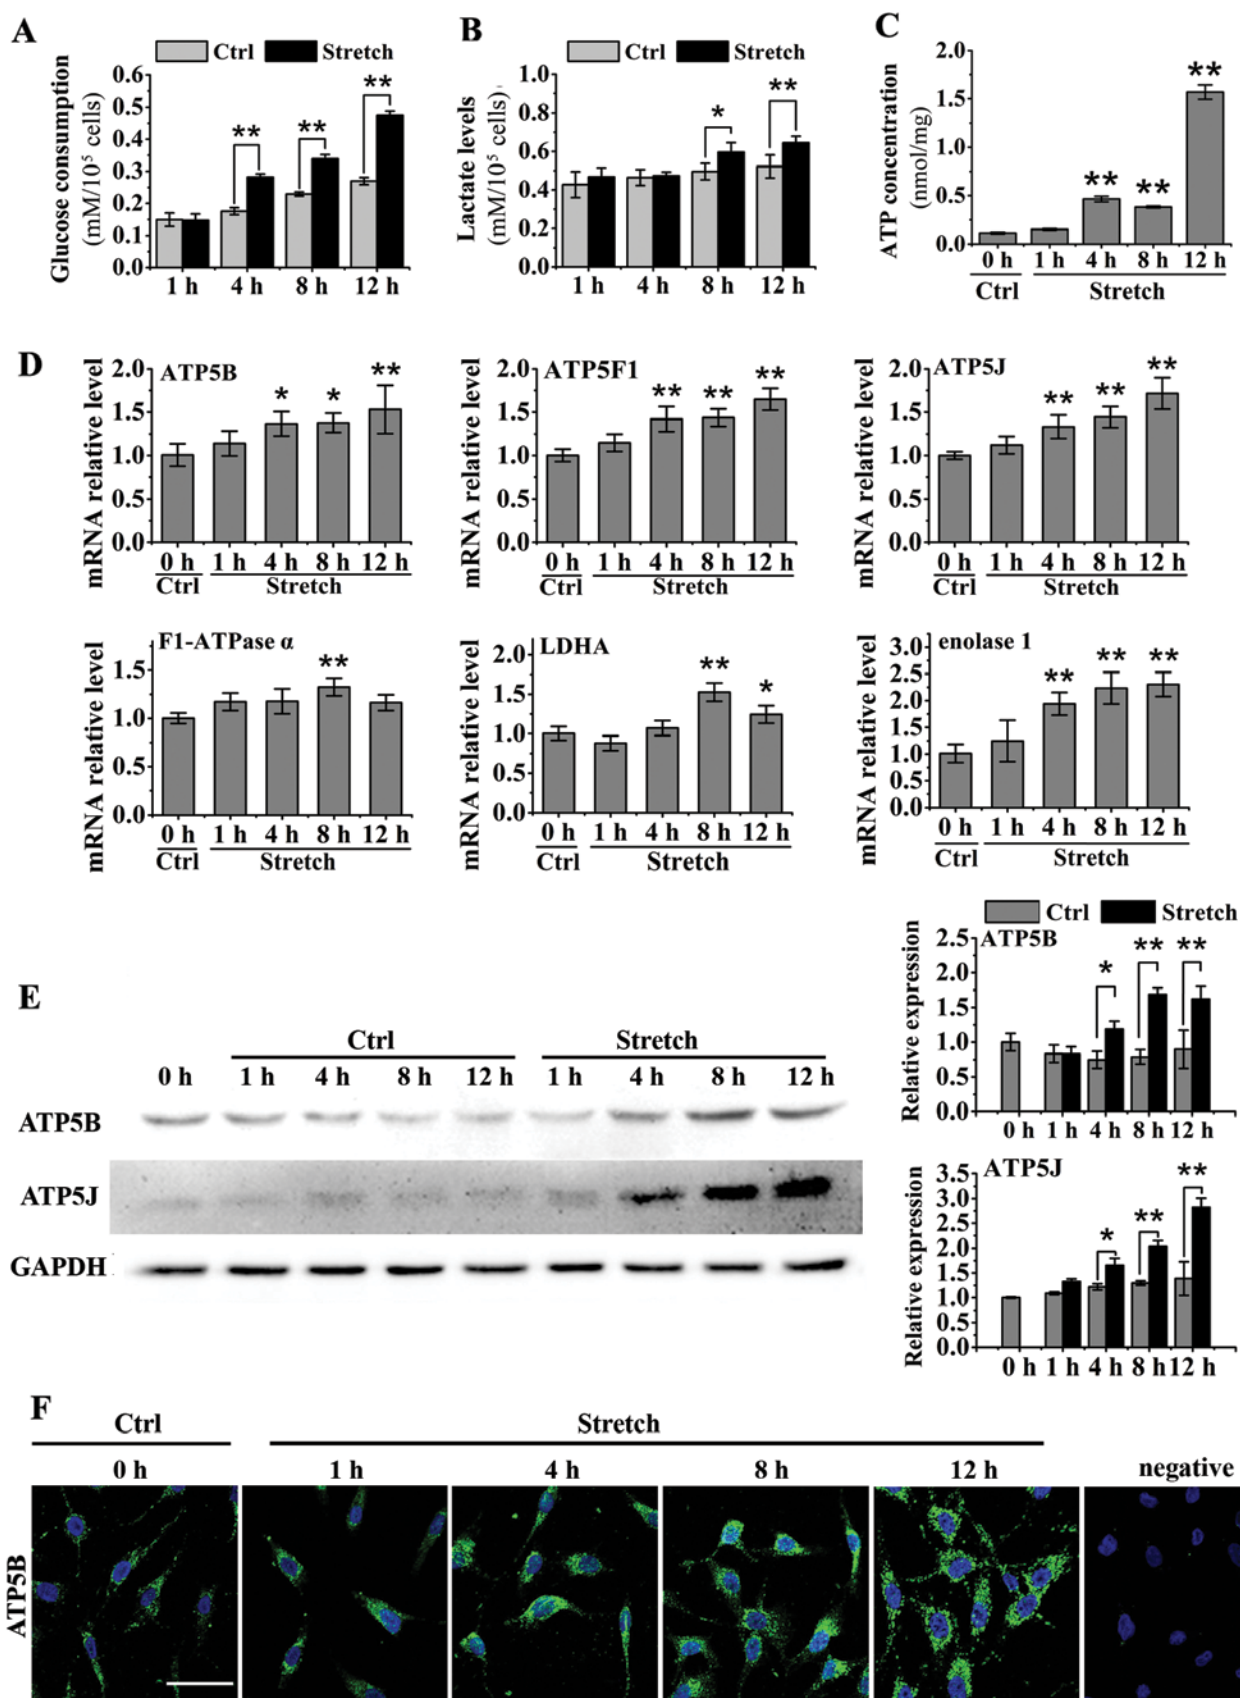 A
Ctrl Stretch
Glucose consumption
(mM/10⁵ cells)
0.6
0.5
0.4
0.3
0.2
0.1
0.0
** ** **
1 h 4 h 8 h 12 h
B
Ctrl Stretch
Lactate levels
(mM/10⁵ cells)
1.0
0.8
0.6
0.4
0.2
0.0
* **
1 h 4 h 8 h 12 h
C
ATP concentration
(nmol/mg)
2.0
1.5
1.0
0.5
0.0
** ** **
0 h 1 h 4 h 8 h 12 h
Ctrl Stretch
D
ATP5B
mRNA relative level
2.0
1.5
1.0
0.5
0.0
* * **
0 h 1 h 4 h 8 h 12 h
Ctrl Stretch
ATP5F1
mRNA relative level
2.0
1.5
1.0
0.5
0.0
** ** **
0 h 1 h 4 h 8 h 12 h
Ctrl Stretch
ATP5J
mRNA relative level
2.0
1.5
1.0
0.5
0.0
** ** **
0 h 1 h 4 h 8 h 12 h
Ctrl Stretch
F1-ATPase α
mRNA relative level
1.5
1.0
0.5
0.0
**
0 h 1 h 4 h 8 h 12 h
Ctrl Stretch
LDHA
mRNA relative level
2.0
1.5
1.0
0.5
0.0
** *
0 h 1 h 4 h 8 h 12 h
Ctrl Stretch
enolase 1
mRNA relative level
3.0
2.5
2.0
1.5
1.0
0.5
0.0
** ** **
0 h 1 h 4 h 8 h 12 h
Ctrl Stretch
E
Ctrl Stretch
0 h 1 h 4 h 8 h 12 h 1 h 4 h 8 h 12 h
ATP5B
ATP5J
GAPDH
Ctrl Stretch
ATP5B
Relative expression
2.5
2.0
1.5
1.0
0.5
0.0
* ** **
0 h 1 h 4 h 8 h 12 h
ATP5J
Relative expression
3.5
3.0
2.5
2.0
1.5
1.0
0.5
0.0
* ** **
0 h 1 h 4 h 8 h 12 h
F
Ctrl Stretch
0 h 1 h 4 h 8 h 12 h negative
ATP5B